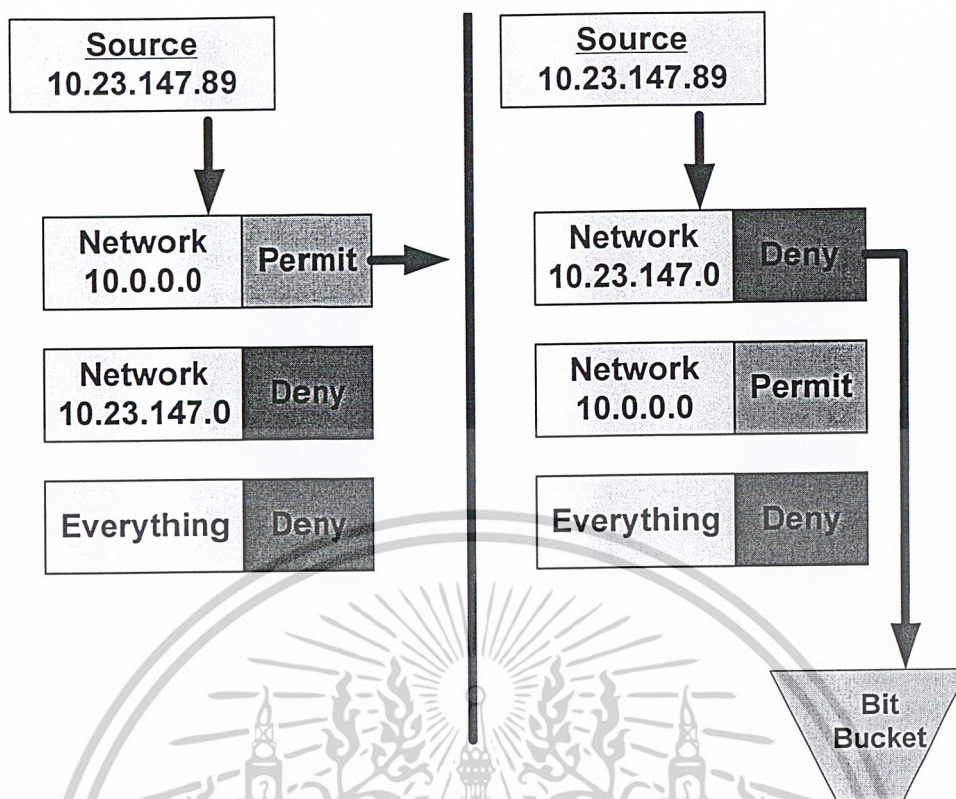 Source
10.23.147.89
Network
10.0.0.0
Permit
Network
10.23.147.0
Deny
Everything
Deny
Source
10.23.147.89
Network
10.23.147.0
Deny
Network
10.0.0.0
Permit
Everything
Deny
Bit
Bucket